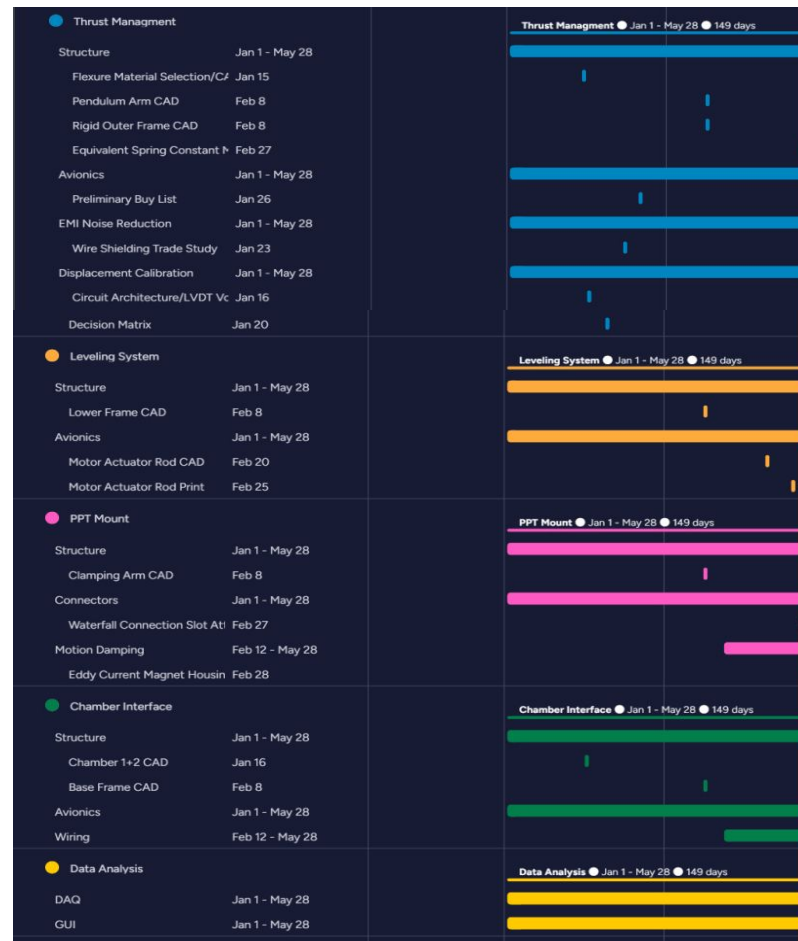 Thrust Managment
Thrust Managment Jan 1 - May 28 149 days
Structure Jan 1 - May 28
Flexure Material Selection/CA Jan 15
Pendulum Arm CAD Feb 8
Rigid Outer Frame CAD Feb 8
Equivalent Spring Constant M Feb 27
Avionics Jan 1 - May 28
Preliminary Buy List Jan 26
EMI Noise Reduction Jan 1 - May 28
Wire Shielding Trade Study Jan 23
Displacement Calibration Jan 1 - May 28
Circuit Architecture/LVDT Vc Jan 16
Decision Matrix Jan 20
Leveling System
Leveling System Jan 1 - May 28 149 days
Structure Jan 1 - May 28
Lower Frame CAD Feb 8
Avionics Jan 1 - May 28
Motor Actuator Rod CAD Feb 20
Motor Actuator Rod Print Feb 25
PPT Mount
PPT Mount Jan 1 - May 28 149 days
Structure Jan 1 - May 28
Clamping Arm CAD Feb 8
Connectors Jan 1 - May 28
Waterfall Connection Slot Att Feb 27
Motion Damping Feb 12 - May 28
Eddy Current Magnet Housin Feb 28
Chamber Interface
Chamber Interface Jan 1 - May 28 149 days
Structure Jan 1 - May 28
Chamber 1+2 CAD Jan 16
Base Frame CAD Feb 8
Avionics Jan 1 - May 28
Wiring Feb 12 - May 28
Data Analysis
Data Analysis Jan 1 - May 28 149 days
DAQ Jan 1 - May 28
GUI Jan 1 - May 28